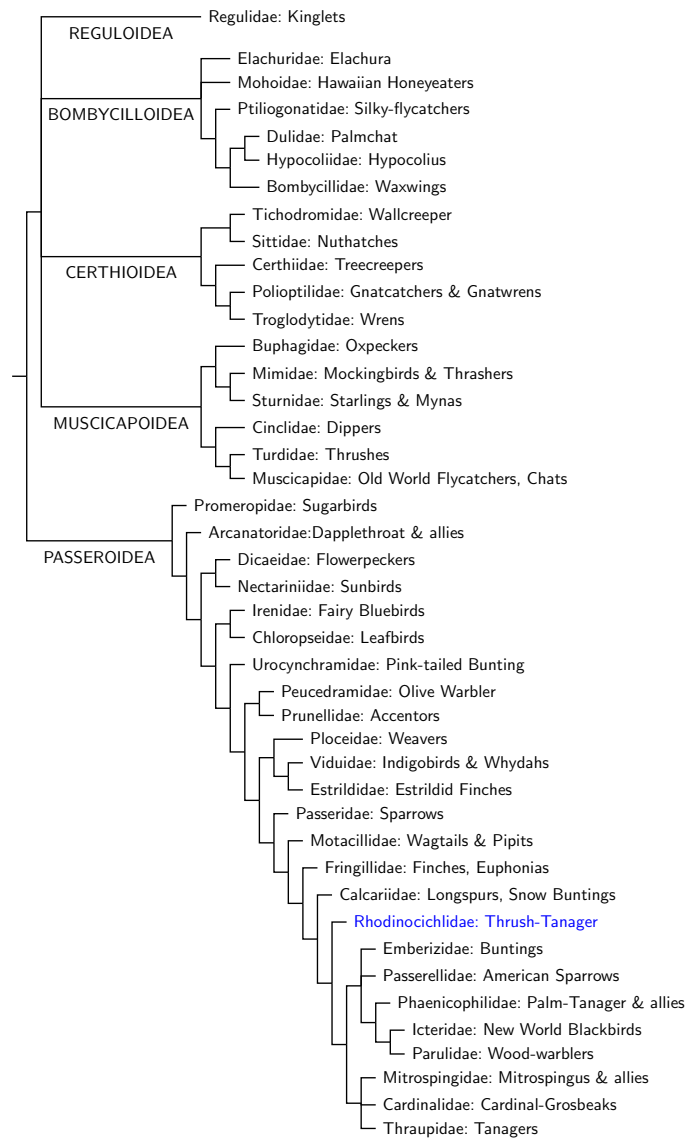 Regulidae: Kinglets
REGULOIDEA
Elachuridae: Elachura
Mohoidae: Hawaiian Honeyeaters
BOMBYCILLOIDEA
Ptiliogonatidae: Silky-flycatchers
Dulidae: Palmchat
Hypocoliidae: Hypocolius
Bombycillidae: Waxwings
Tichodromidae: Wallcreeper
Sittidae: Nuthatches
CERTHIOIDEA
Certhiidae: Treecreepers
Polioptilidae: Gnatcatchers & Gnatwrens
Troglodytidae: Wrens
Buphagidae: Oxpeckers
Mimidae: Mockingbirds & Thrashers
Sturnidae: Starlings & Mynas
MUSCICAPOIDEA
Cinclidae: Dippers
Turdidae: Thrushes
Muscicapidae: Old World Flycatchers, Chats
Promeropidae: Sugarbirds
Arcanatoridae:Dapplethroat & allies
PASSEROIDEA
Dicaeidae: Flowerpeckers
Nectariniidae: Sunbirds
Irenidae: Fairy Bluebirds
Chloropseidae: Leafbirds
Urocynchramidae: Pink-tailed Bunting
Peucedramidae: Olive Warbler
Prunellidae: Accentors
Ploceidae: Weavers
Viduidae: Indigobirds & Whydahs
Estrildidae: Estrildid Finches
Passeridae: Sparrows
Motacillidae: Wagtails & Pipits
Fringillidae: Finches, Euphonias
Calcariidae: Longspurs, Snow Buntings
Rhodinocichlidae: Thrush-Tanager
Emberizidae: Buntings
Passerellidae: American Sparrows
Phaenicophilidae: Palm-Tanager & allies
Icteridae: New World Blackbirds
Parulidae: Wood-warblers
Mitrospingidae: Mitrospingus & allies
Cardinalidae: Cardinal-Grosbeaks
Thraupidae: Tanagers